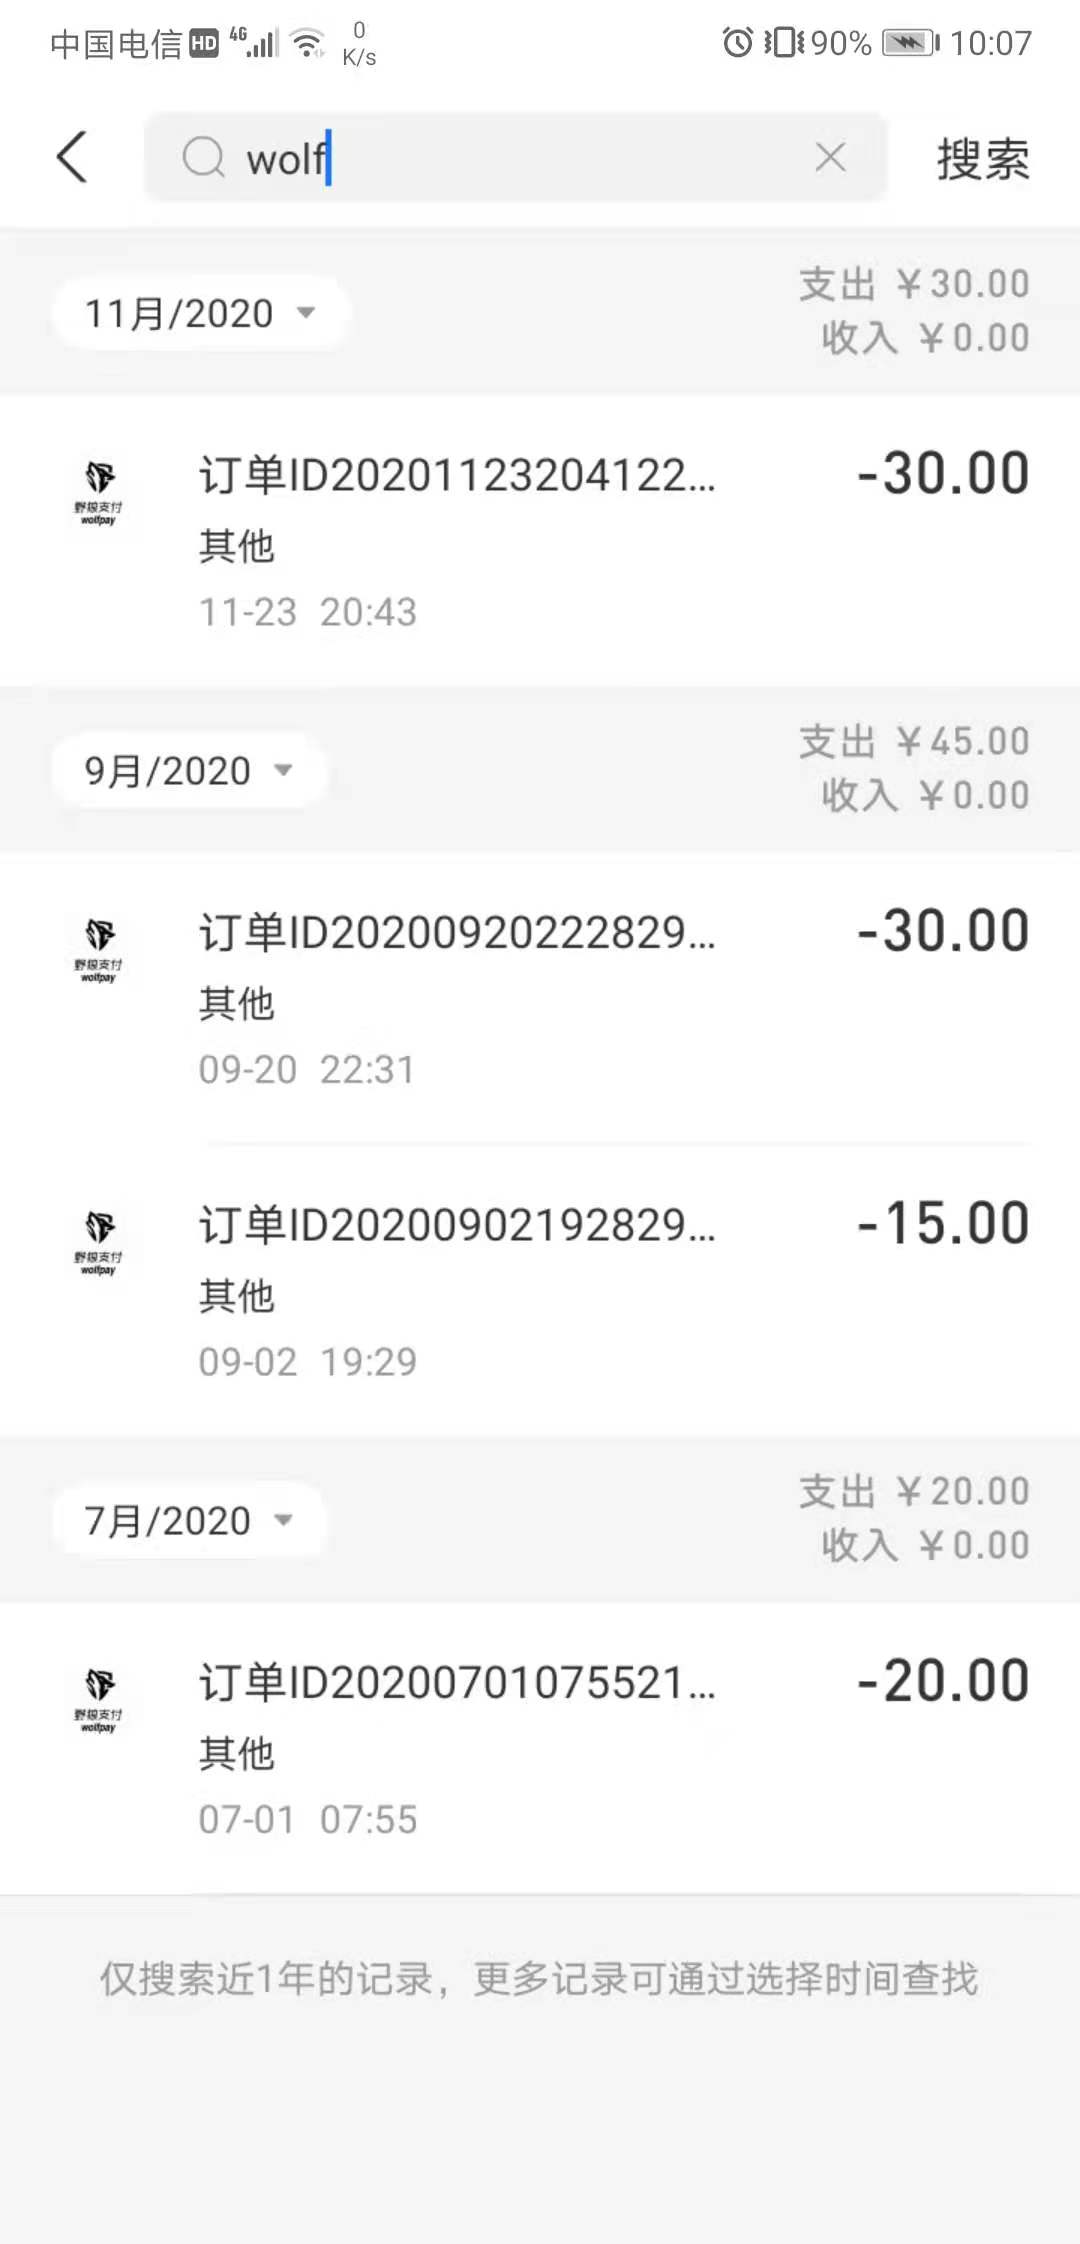 中国电信 HD 4G 0 K/s 90% 10:07
wolf 搜索
11月/2020
支出 ￥30.00
收入 ￥0.00
订单ID20201123204122... -30.00
野狼支付
wolfpay
其他
11-23 20:43
9月/2020
支出 ￥45.00
收入 ￥0.00
订单ID20200920222829... -30.00
野狼支付
wolfpay
其他
09-20 22:31
订单ID20200902192829... -15.00
野狼支付
wolfpay
其他
09-02 19:29
7月/2020
支出 ￥20.00
收入 ￥0.00
订单ID20200701075521... -20.00
野狼支付
wolfpay
其他
07-01 07:55
仅搜索近1年的记录，更多记录可通过选择时间查找